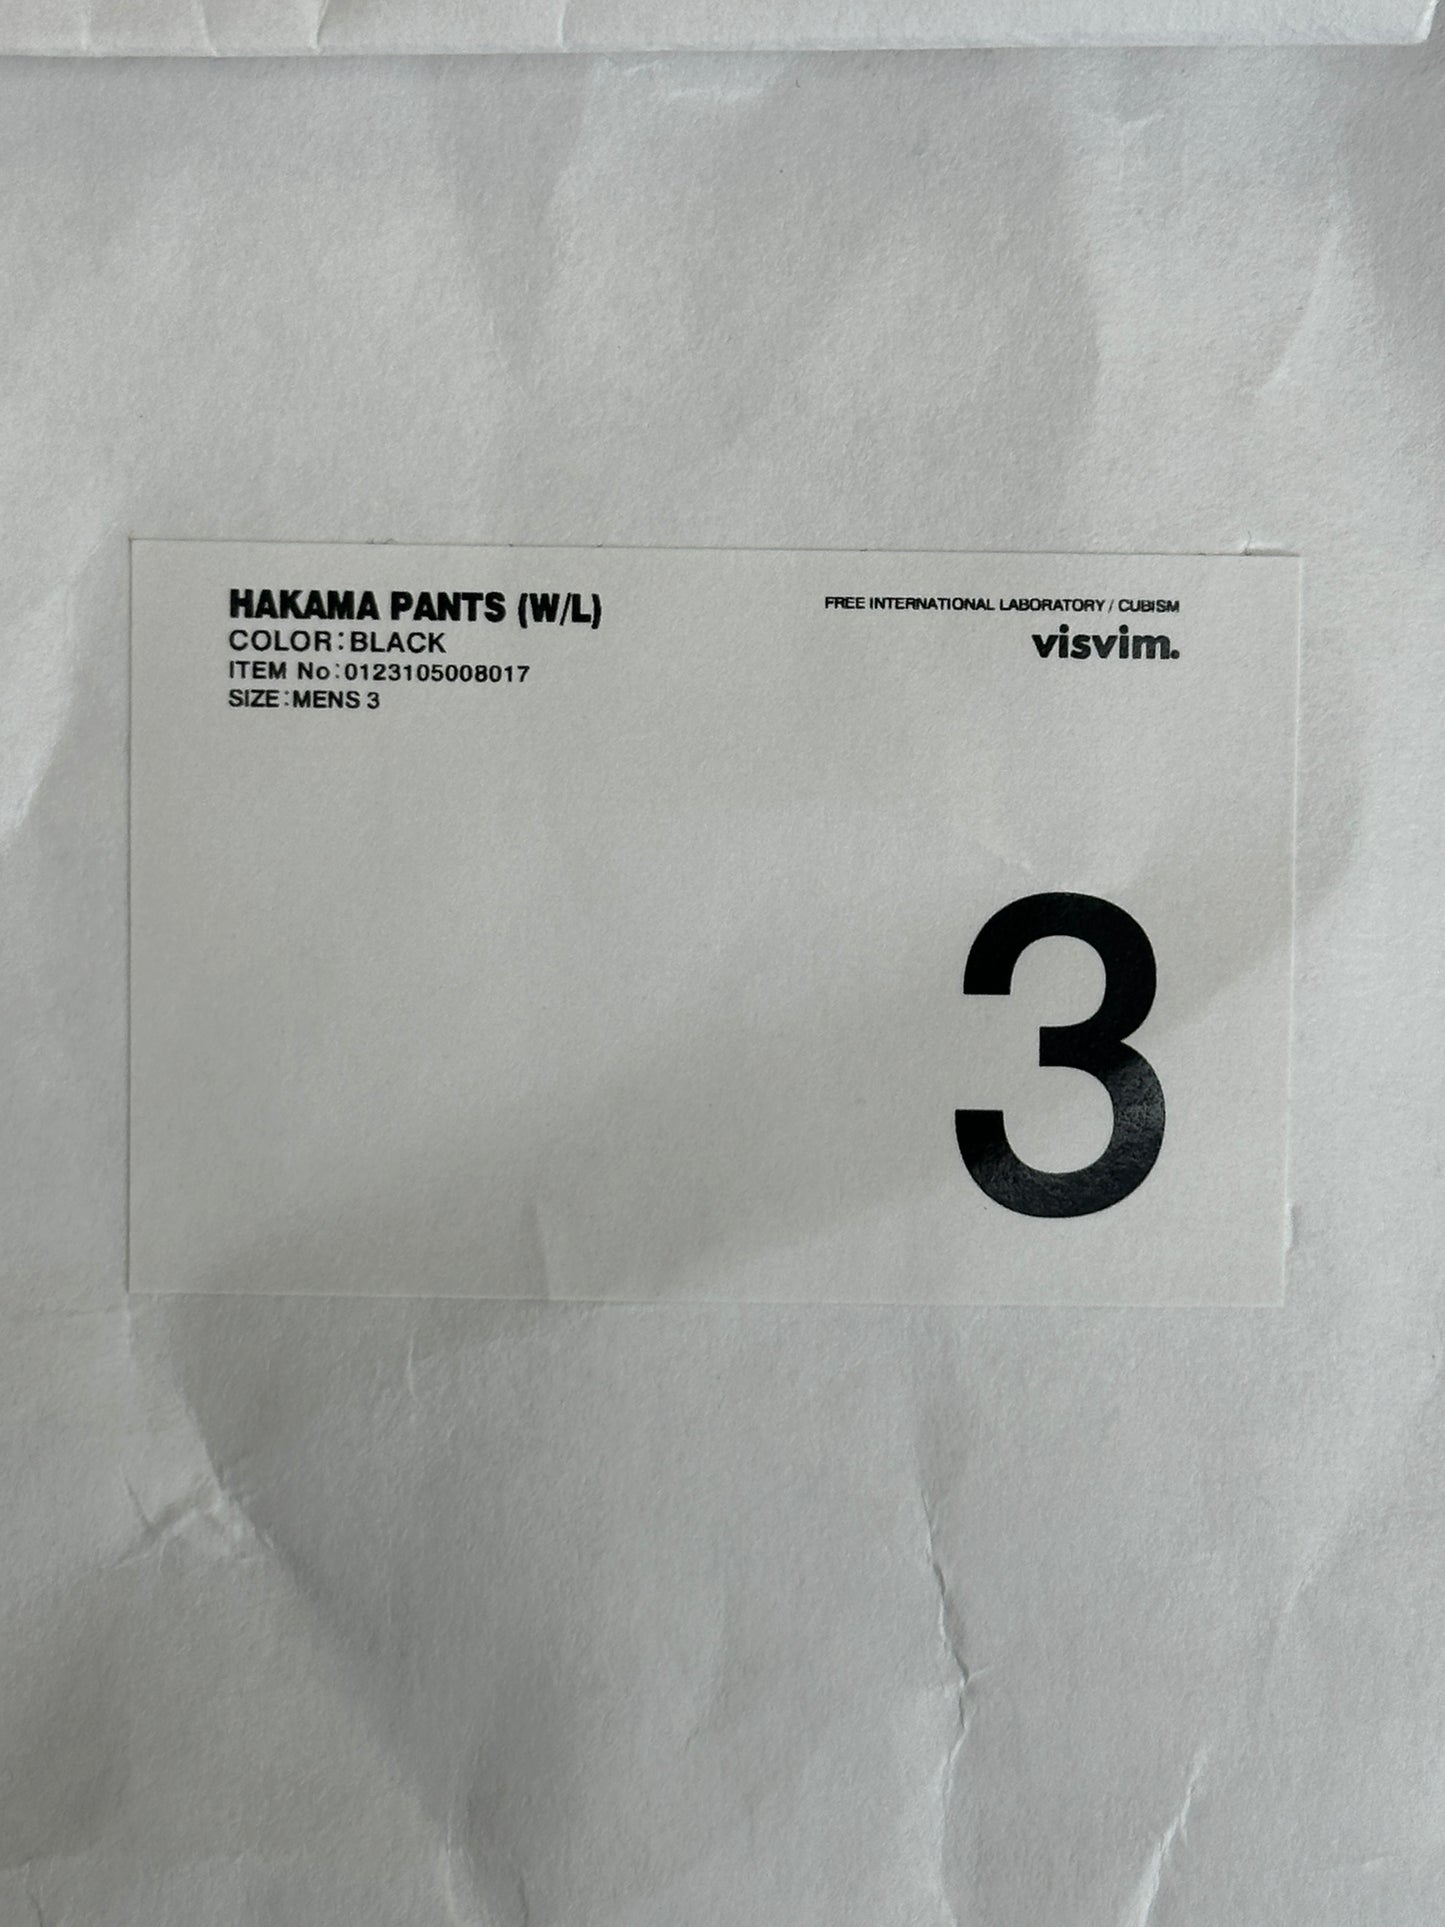 HAKAMA PANTS (W/L)
COLOR:BLACK
ITEM No:0123105008017
SIZE:MENS 3
FREE INTERNATIONAL LABORATORY / CUBISM
visvim.
3